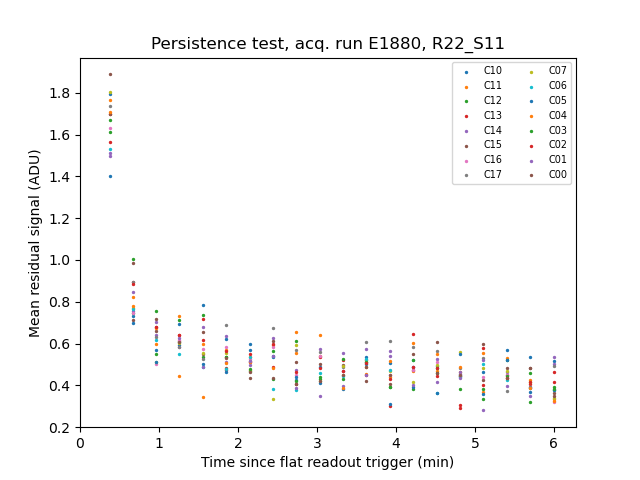 Persistence test, acq. run E1880, R22_S11
Mean residual signal (ADU)
1.8
1.6
1.4
1.2
1.0
0.8
0.6
0.4
0.2
C10 C07
C11 C06
C12 C05
C13 C04
C14 C03
C15 C02
C16 C01
C17 C00
0 1 2 3 4 5 6
Time since flat readout trigger (min)